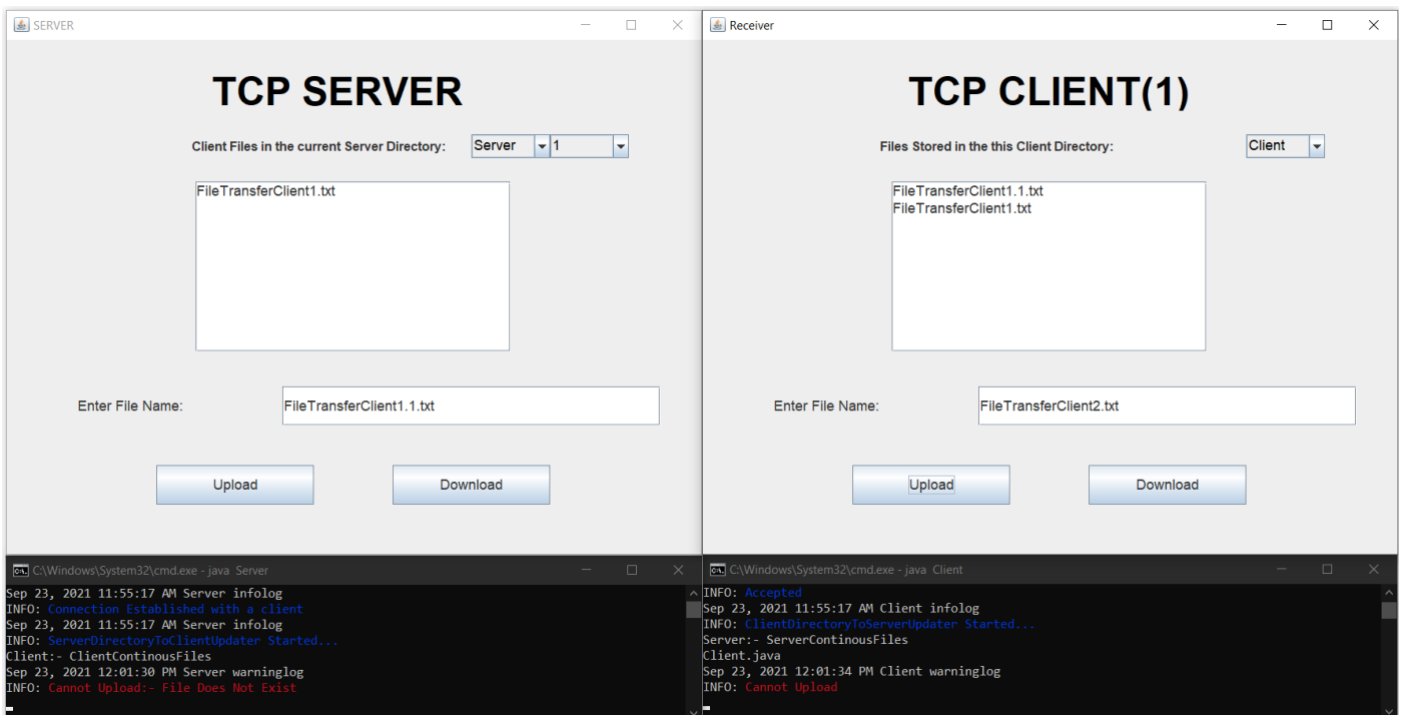 SERVER
TCP SERVER
Client Files in the current Server Directory:
Server
1
FileTransferClient1.txt
Enter File Name:
FileTransferClient1.1.txt
Upload
Download
C:\Windows\System32\cmd.exe - java Server
Sep 23, 2021 11:55:17 AM Server infolog
INFO: Connection Established with a client
Sep 23, 2021 11:55:17 AM Server infolog
INFO: ServerDirectoryToClientUpdater Started...
Client:- ClientContinousFiles
Sep 23, 2021 12:01:30 PM Server warninglog
INFO: Cannot Upload:- File Does Not Exist
Receiver
TCP CLIENT(1)
Files Stored in the this Client Directory:
Client
FileTransferClient1.1.txt
FileTransferClient1.txt
Enter File Name:
FileTransferClient2.txt
Upload
Download
C:\Windows\System32\cmd.exe - java Client
INFO: Accepted
Sep 23, 2021 11:55:17 AM Client infolog
INFO: ClientDirectoryToServerUpdater Started...
Server:- ServerContinousFiles
Client.java
Sep 23, 2021 12:01:34 PM Client warninglog
INFO: Cannot Upload